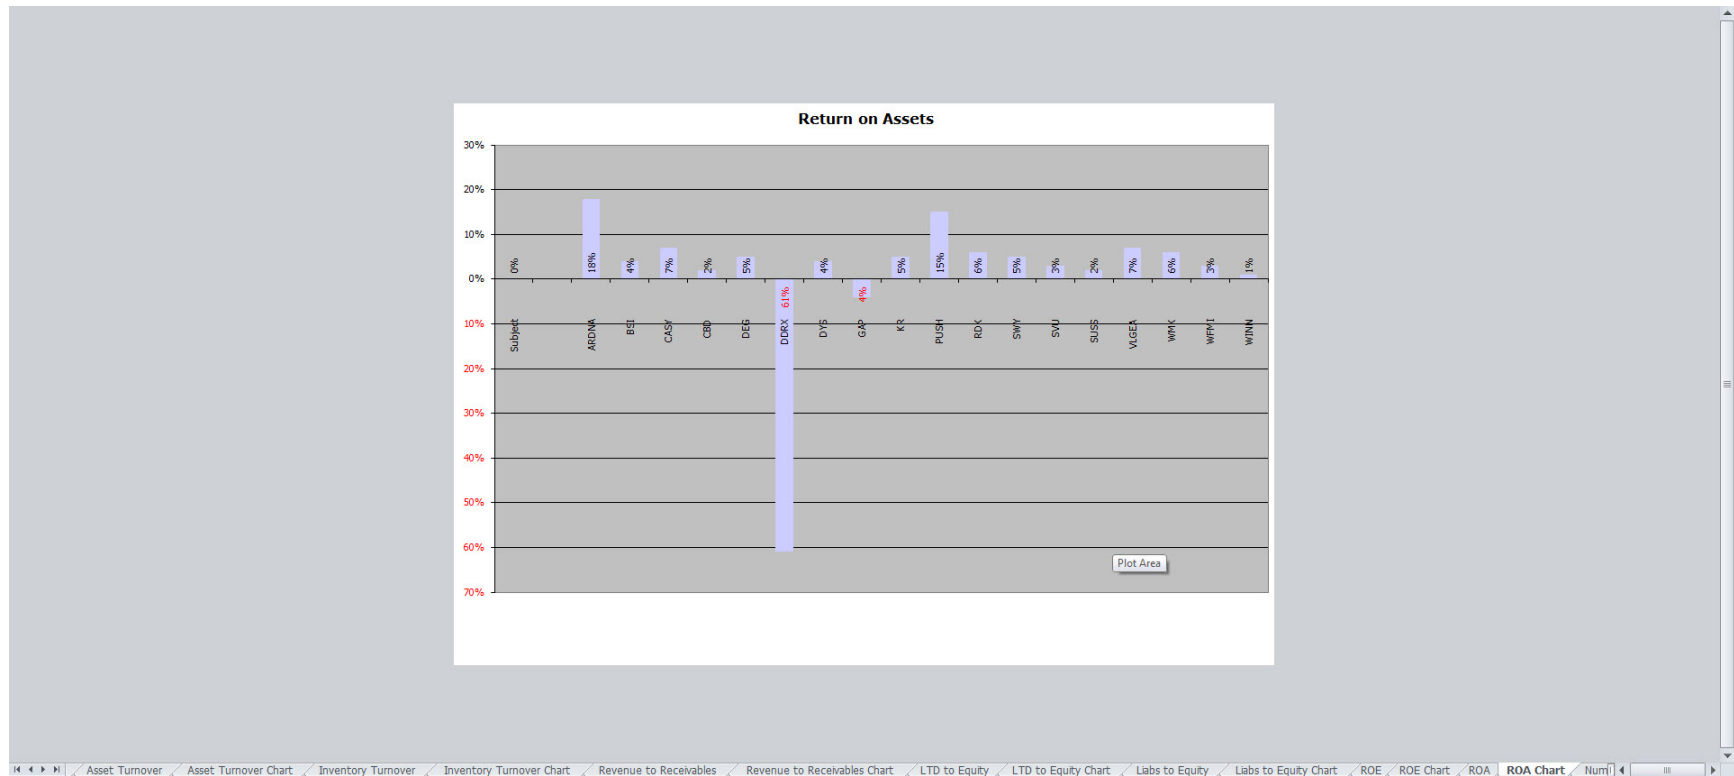 Return on Assets
30%
20%
10%
0%
10%
20%
30%
40%
50%
60%
70%
0%
18%
4%
7%
2%
5%
61%
4%
4%
5%
15%
6%
5%
3%
2%
7%
6%
3%
1%
Subject
ARDNA
BSI
CASY
CBD
DEG
DDRX
DYS
GAP
KR
PUSH
RDK
SWY
SVU
SUSS
VLGEA
WMK
WFMI
WINN
Plot Area
Asset Turnover Asset Turnover Chart Inventory Turnover Inventory Turnover Chart Revenue to Receivables Revenue to Receivables Chart LTD to Equity LTD to Equity Chart Liabs to Equity Liabs to Equity Chart ROE ROE Chart ROA ROA Chart